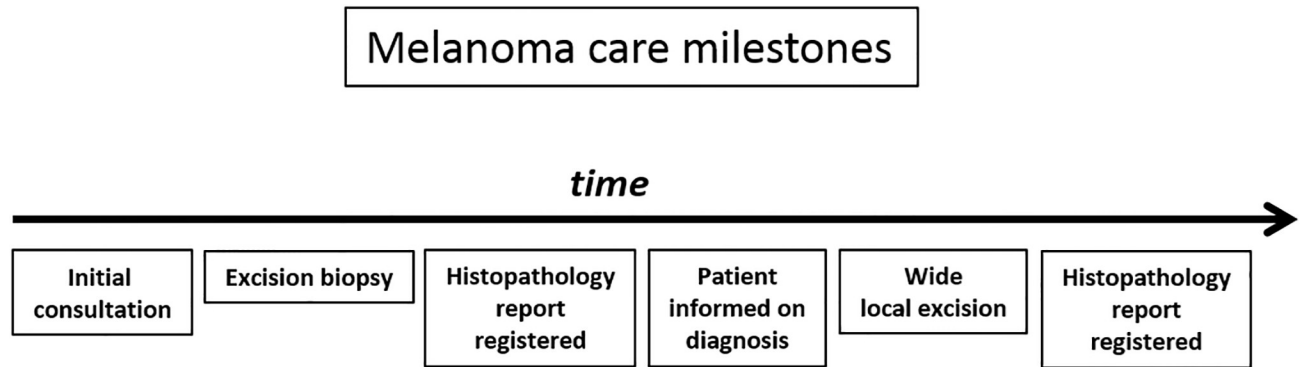 Melanoma care milestones
time
Initial
consultation
Excision biopsy
Histopathology
report
registered
Patient
informed on
diagnosis
Wide
local excision
Histopathology
report
registered